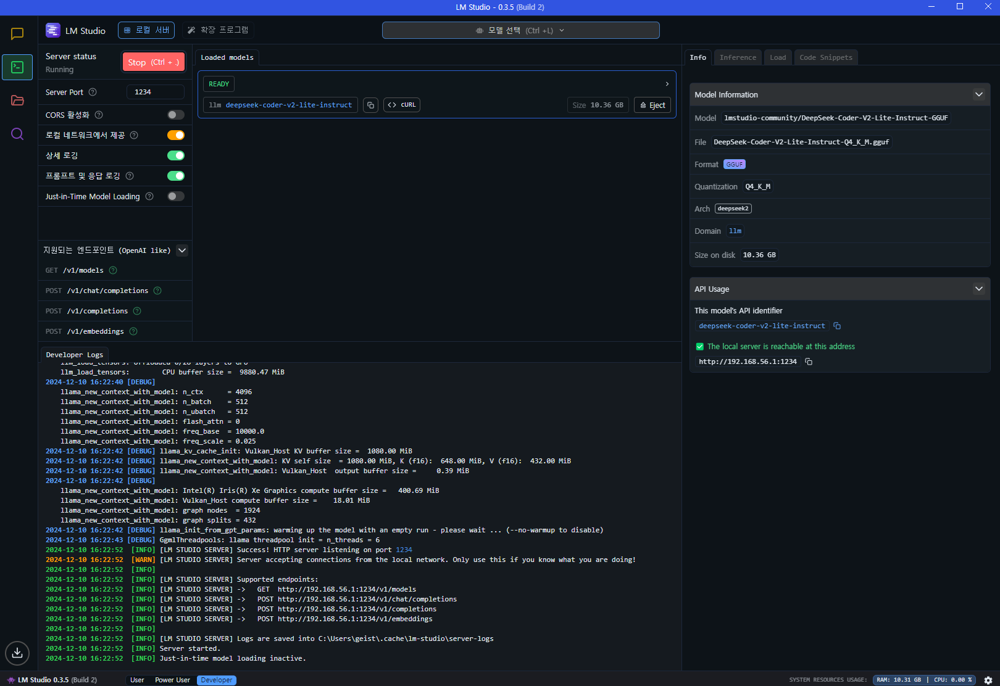 LM Studio - 0.3.5 (Build 2)
LM Studio
로컬 서버
확장 프로그램
모델 선택 (Ctrl +L)
Server status
Running
Stop (Ctrl + .)
Server Port
1234
CORS 활성화
로컬 네트워크에서 제공
상세 로깅
프롬프트 및 응답 로깅
Just-in-Time Model Loading
지원되는 엔드포인트 (OpenAI like)
GET /v1/models
POST /v1/chat/completions
POST /v1/completions
POST /v1/embeddings
Loaded models
READY
llm deepseek-coder-v2-lite-instruct
cURL
Size 10.36 GB
Eject
Info
Inference
Load
Code Snippets
Model Information
Model lmstudio-community/DeepSeek-Coder-V2-Lite-Instruct-GGUF
File DeepSeek-Coder-V2-Lite-Instruct-Q4_K_M.gguf
Format GGUF
Quantization Q4_K_M
Arch deepseek2
Domain llm
Size on disk 10.36 GB
API Usage
This model's API identifier
deepseek-coder-v2-lite-instruct
The local server is reachable at this address
http://192.168.56.1:1234
Developer Logs
llm_load_tensors: offloaded 0/28 layers to GPU
llm_load_tensors: CPU buffer size = 9880.47 MiB
2024-12-10 16:22:40 [DEBUG]
llama_new_context_with_model: n_ctx = 4096
llama_new_context_with_model: n_batch = 512
llama_new_context_with_model: n_ubatch = 512
llama_new_context_with_model: flash_attn = 0
llama_new_context_with_model: freq_base = 10000.0
llama_new_context_with_model: freq_scale = 0.025
2024-12-10 16:22:42 [DEBUG] llama_kv_cache_init: Vulkan_Host KV buffer size = 1080.00 MiB
2024-12-10 16:22:42 [DEBUG] llama_new_context_with_model: KV self size = 1080.00 MiB, K (f16): 648.00 MiB, V (f16): 432.00 MiB
2024-12-10 16:22:42 [DEBUG] llama_new_context_with_model: Vulkan_Host output buffer size = 0.39 MiB
2024-12-10 16:22:42 [DEBUG]
llama_new_context_with_model: Intel(R) Iris(R) Xe Graphics compute buffer size = 400.69 MiB
llama_new_context_with_model: Vulkan_Host compute buffer size = 18.01 MiB
llama_new_context_with_model: graph nodes = 1924
llama_new_context_with_model: graph splits = 432
2024-12-10 16:22:42 [DEBUG] llama_init_from_gpt_params: warming up the model with an empty run - please wait ... (--no-warmup to disable)
2024-12-10 16:22:43 [DEBUG] GgmlThreadpools: llama threadpool init = n_threads = 6
2024-12-10 16:22:52 [INFO] [LM STUDIO SERVER] Success! HTTP server listening on port 1234
2024-12-10 16:22:52 [WARN] [LM STUDIO SERVER] Server accepting connections from the local network. Only use this if you know what you are doing!
2024-12-10 16:22:52 [INFO]
2024-12-10 16:22:52 [INFO] [LM STUDIO SERVER] Supported endpoints:
2024-12-10 16:22:52 [INFO] [LM STUDIO SERVER] -> GET http://192.168.56.1:1234/v1/models
2024-12-10 16:22:52 [INFO] [LM STUDIO SERVER] -> POST http://192.168.56.1:1234/v1/chat/completions
2024-12-10 16:22:52 [INFO] [LM STUDIO SERVER] -> POST http://192.168.56.1:1234/v1/completions
2024-12-10 16:22:52 [INFO] [LM STUDIO SERVER] -> POST http://192.168.56.1:1234/v1/embeddings
2024-12-10 16:22:52 [INFO]
2024-12-10 16:22:52 [INFO] [LM STUDIO SERVER] Logs are saved into C:\Users\geist\.cache\lm-studio\server-logs
2024-12-10 16:22:52 [INFO] Server started.
2024-12-10 16:22:52 [INFO] Just-in-time model loading inactive.
LM Studio 0.3.5 (Build 2)
User
Power User
Developer
SYSTEM RESOURCES USAGE:
RAM: 10.31 GB | CPU: 0.00 %